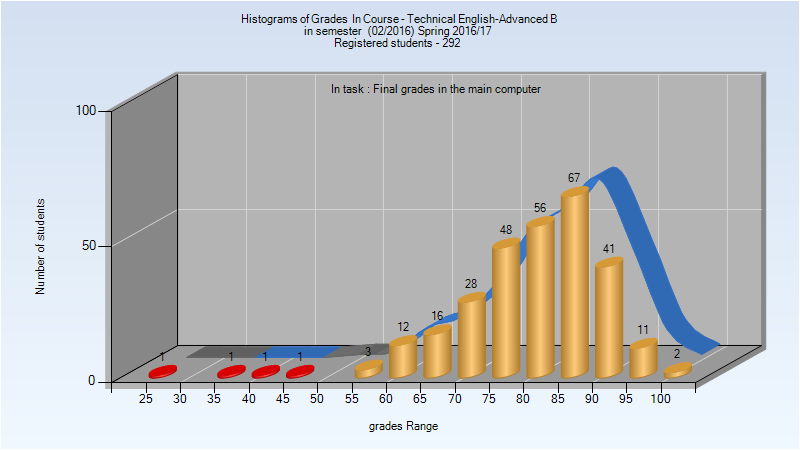 Histograms of Grades In Course - Technical English-Advanced B
in semester (02/2016) Spring 2016/17
Registered students - 292
In task : Final grades in the main computer
100
50
0
Number of students
1
1
1
1
3
12
16
28
48
56
67
41
11
2
25 30 35 40 45 50 55 60 65 70 75 80 85 90 95 100
grades Range